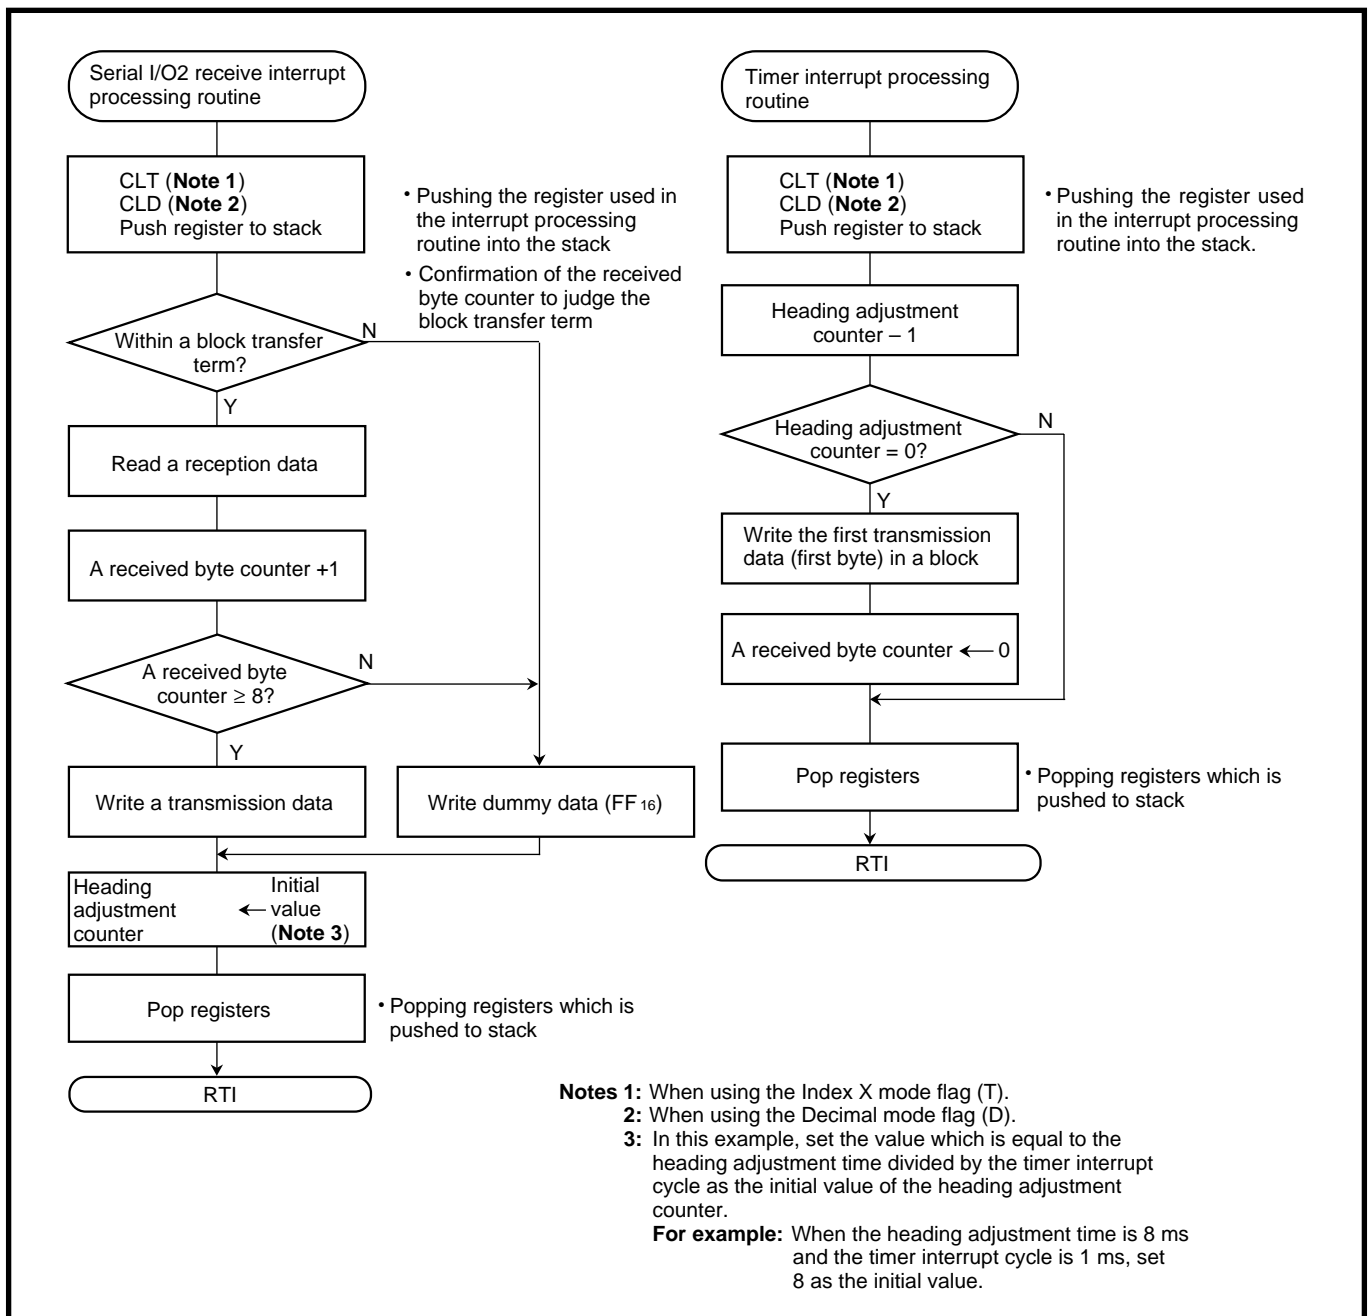 Serial I/O2 receive interrupt
processing routine
CLT (Note 1)
CLD (Note 2)
Push register to stack
• Pushing the register used in
the interrupt processing
routine into the stack
• Confirmation of the received
byte counter to judge the
block transfer term
Within a block transfer
term?
N
Y
Read a reception data
A received byte counter +1
A received byte
counter ≥ 8?
N
Y
Write a transmission data
Write dummy data (FF16)
Heading
adjustment
counter
← Initial
value
(Note 3)
Pop registers
• Popping registers which is
pushed to stack
RTI
Timer interrupt processing
routine
CLT (Note 1)
CLD (Note 2)
Push register to stack
• Pushing the register used
in the interrupt processing
routine into the stack.
Heading adjustment
counter – 1
Heading adjustment
counter = 0?
N
Y
Write the first transmission
data (first byte) in a block
A received byte counter ← 0
Pop registers
• Popping registers which is
pushed to stack
RTI
Notes 1: When using the Index X mode flag (T).
2: When using the Decimal mode flag (D).
3: In this example, set the value which is equal to the
heading adjustment time divided by the timer interrupt
cycle as the initial value of the heading adjustment
counter.
For example: When the heading adjustment time is 8 ms
and the timer interrupt cycle is 1 ms, set
8 as the initial value.